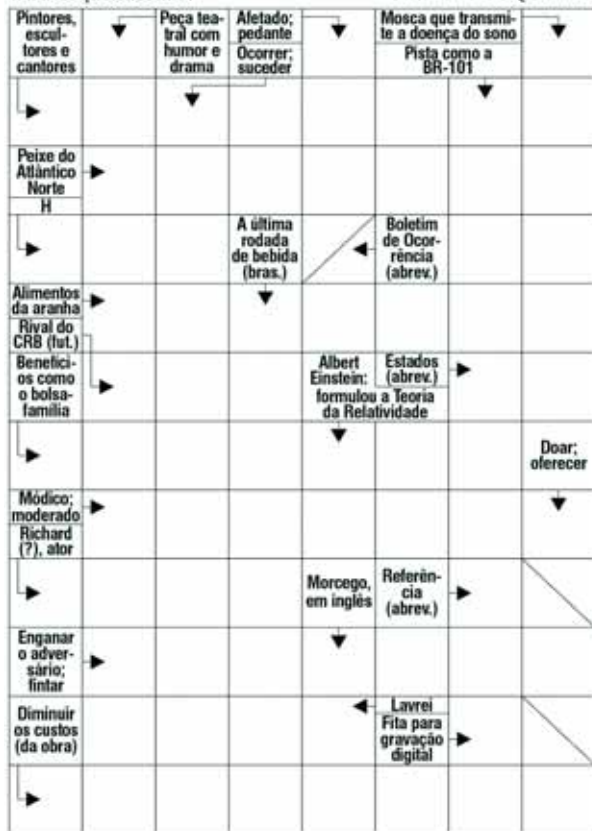 Pintores,
escul-
tores e
cantores
Peça tea-
tral com
humor e
drama
Afetado;
pedante
Ocorrer;
suceder
Mosca que transmi-
te a doença do sono
Pista como a
BR-101
Peixe do
Atlântico
Norte
H
A última
rodada
de bebida
(bras.)
Boletim
de Ocor-
rência
(abrev.)
Alimentos
da aranha
Rival do
CRB (fut.)
Benefíci-
os como
o bolsa-
família
Albert
Einstein:
formulou a Teoria
da Relatividade
Estados
(abrev.)
Doar;
oferecer
Módico;
moderado
Richard
(?), ator
Morcego,
em inglês
Referên-
cia
(abrev.)
Enganar
o adver-
sário;
fintar
Diminuir
os custos
(da obra)
Lavrei
Fita para
gravação
digital